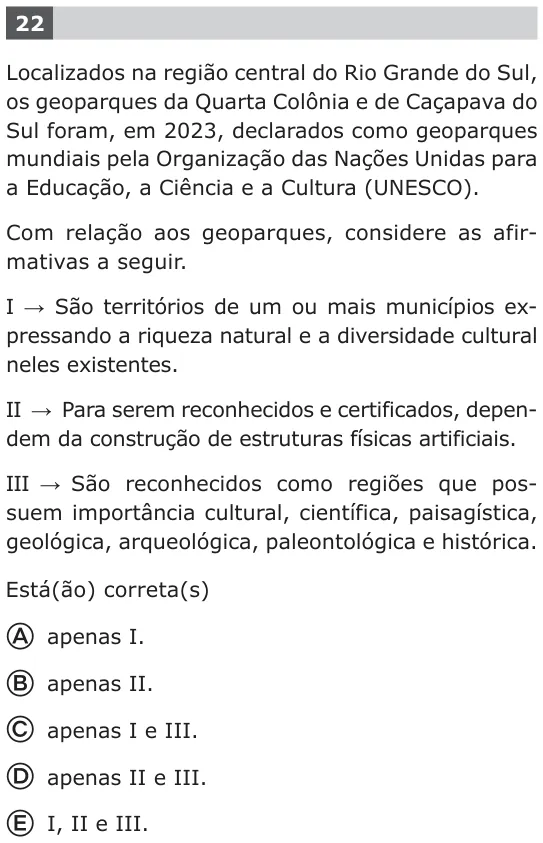 22
Localizados na região central do Rio Grande do Sul,
os geoparques da Quarta Colônia e de Caçapava do
Sul foram, em 2023, declarados como geoparques
mundiais pela Organização das Nações Unidas para
a Educação, a Ciência e a Cultura (UNESCO).
Com relação aos geoparques, considere as afir-
mativas a seguir.
I → São territórios de um ou mais municípios ex-
pressando a riqueza natural e a diversidade cultural
neles existentes.
II → Para serem reconhecidos e certificados, depen-
dem da construção de estruturas físicas artificiais.
III → São reconhecidos como regiões que pos-
suem importância cultural, científica, paisagística,
geológica, arqueológica, paleontológica e histórica.
Está(ão) correta(s)
A apenas I.
B apenas II.
C apenas I e III.
D apenas II e III.
E I, II e III.